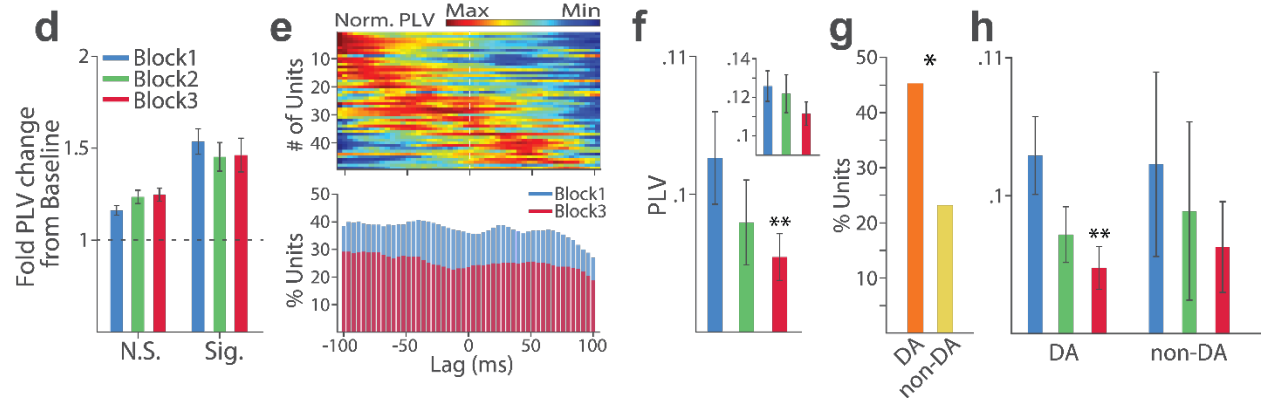 d
Fold PLV change
from Baseline
2
1.5
1
Block1
Block2
Block3
N.S.
Sig.
e
Norm. PLV
Max
Min
# of Units
10
20
30
40
% Units
50
40
30
20
10
Block1
Block3
-100
-50
0
50
100
Lag (ms)
f
PLV
.11
.1
.14
.12
.1
**
g
% Units
50
45
40
30
20
10
0
*
DA
non-DA
h
.11
.1
**
DA
non-DA